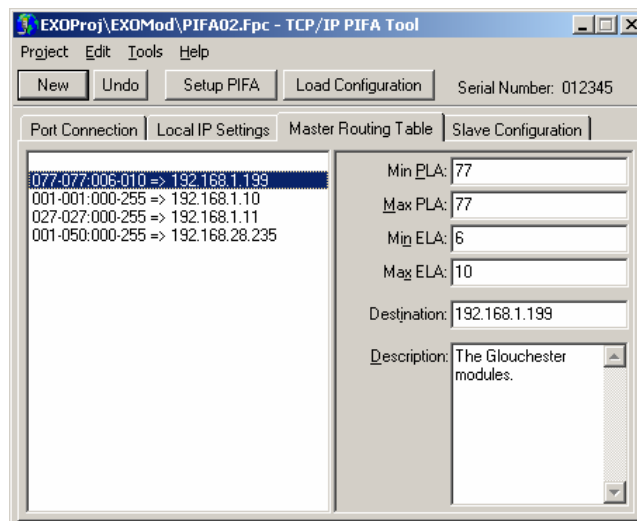 EXOProj\EXOMod\PIFA02.Fpc - TCP/IP PIFA Tool
Project Edit Tools Help
New Undo Setup PIFA Load Configuration Serial Number: 012345
Port Connection Local IP Settings Master Routing Table Slave Configuration
077-077:006-010 => 192.168.1.199
001-001:000-255 => 192.168.1.10
027-027:000-255 => 192.168.1.11
001-050:000-255 => 192.168.28.235
Min PLA: 77
Max PLA: 77
Min ELA: 6
Max ELA: 10
Destination: 192.168.1.199
Description: The Glouchester
modules.